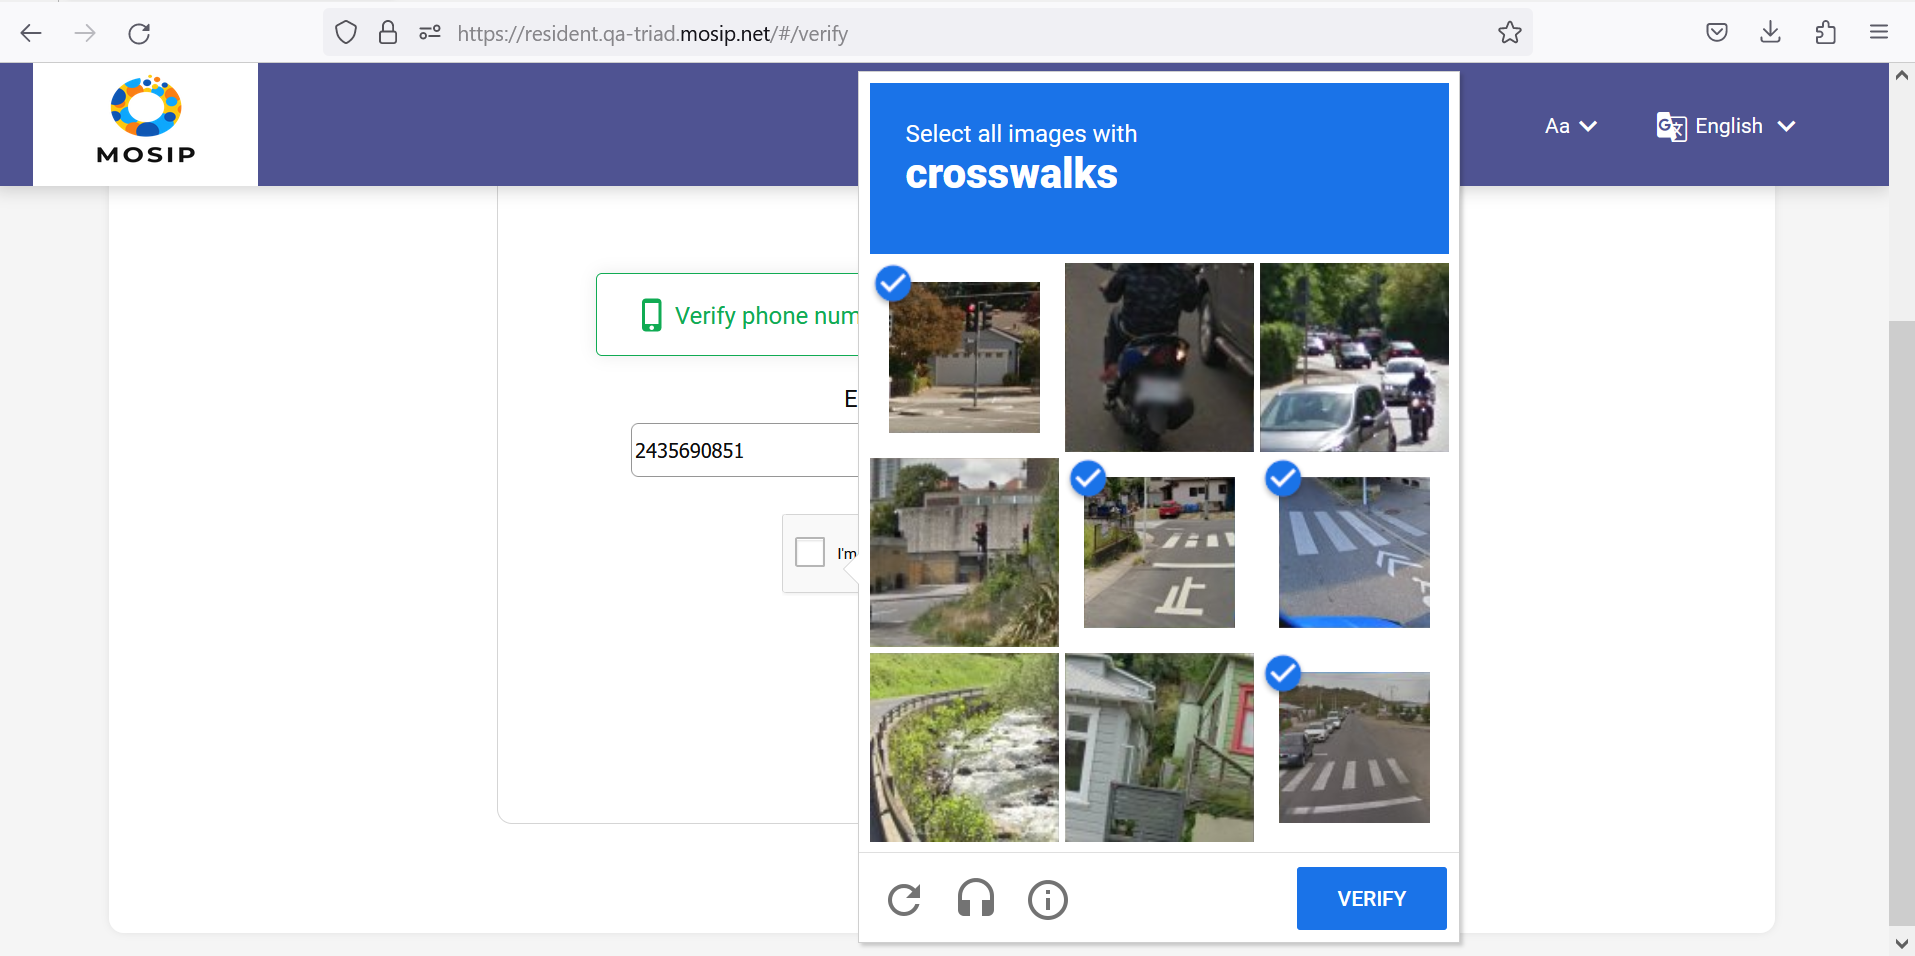 https://resident.qa-triad.mosip.net/#/verify
MOSIP
Aa
English
Select all images with
crosswalks
Verify phone num
E
2435690851
I'm
VERIFY